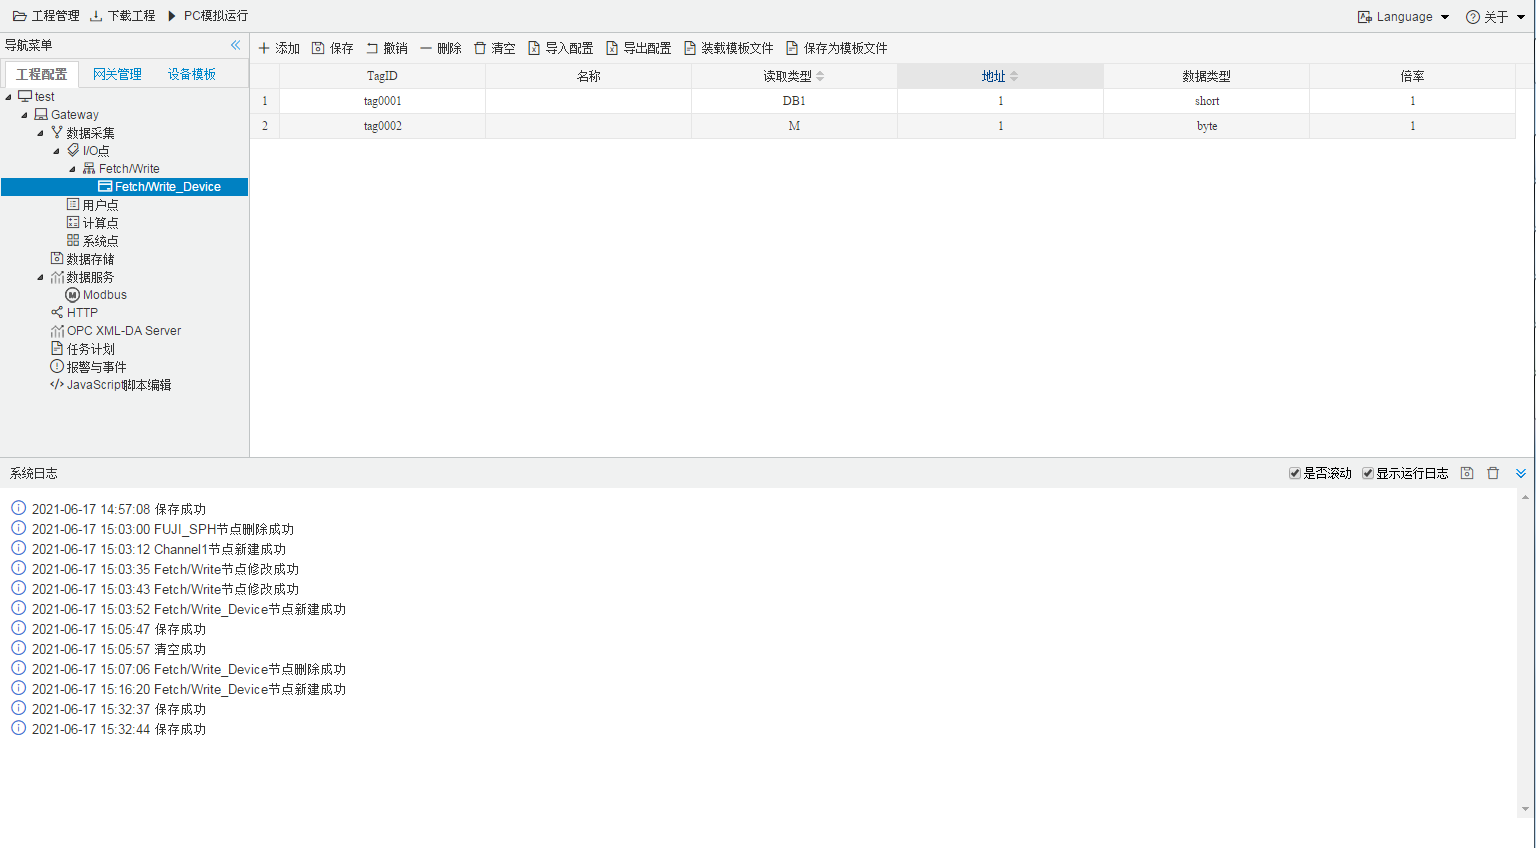 工程管理 下载工程 PC模拟运行 Language 关于
导航菜单
工程配置 网关管理 设备模板
test
Gateway
数据采集
I/O点
Fetch/Write
Fetch/Write_Device
用户点
计算点
系统点
数据存储
数据服务
Modbus
HTTP
OPC XML-DA Server
任务计划
报警与事件
JavaScript脚本编辑
添加 保存 撤销 删除 清空 导入配置 导出配置 装载模板文件 保存为模板文件
TagID 名称 读取类型 地址 数据类型 倍率
1 tag0001 DB1 1 short 1
2 tag0002 M 1 byte 1
系统日志 是否滚动 显示运行日志
2021-06-17 14:57:08 保存成功
2021-06-17 15:03:00 FUJI_SPH节点删除成功
2021-06-17 15:03:12 Channel1节点新建成功
2021-06-17 15:03:35 Fetch/Write节点修改成功
2021-06-17 15:03:43 Fetch/Write节点修改成功
2021-06-17 15:03:52 Fetch/Write_Device节点新建成功
2021-06-17 15:05:47 保存成功
2021-06-17 15:05:57 清空成功
2021-06-17 15:07:06 Fetch/Write_Device节点删除成功
2021-06-17 15:16:20 Fetch/Write_Device节点新建成功
2021-06-17 15:32:37 保存成功
2021-06-17 15:32:44 保存成功